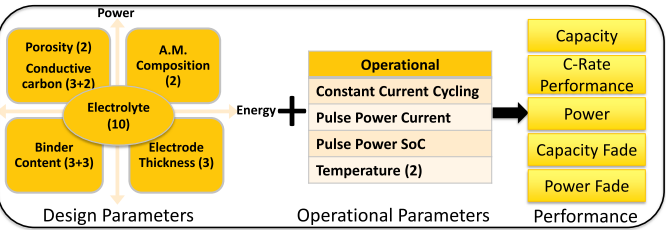 Power
Porosity (2)
Conductive
carbon (3+2)
A.M.
Composition
(2)
Electrolyte
(10)
Energy
Binder
Content (3+3)
Electrode
Thickness (3)
Design Parameters
+
Operational
Constant Current Cycling
Pulse Power Current
Pulse Power SoC
Temperature (2)
Operational Parameters
Capacity
C-Rate
Performance
Power
Capacity Fade
Power Fade
Performance